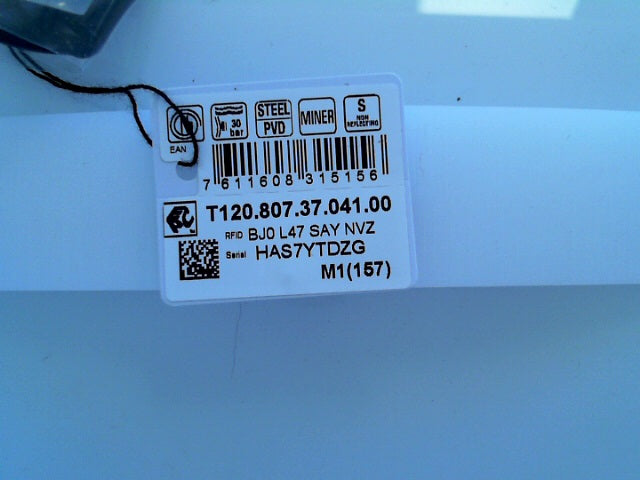 30 bar
STEEL PVD
MINER
S NON REFLECTING
EAN
7 611608 315156
T120.807.37.041.00
RFID BJ0 L47 SAY NVZ
Serial HAS7YTDZG
M1(157)